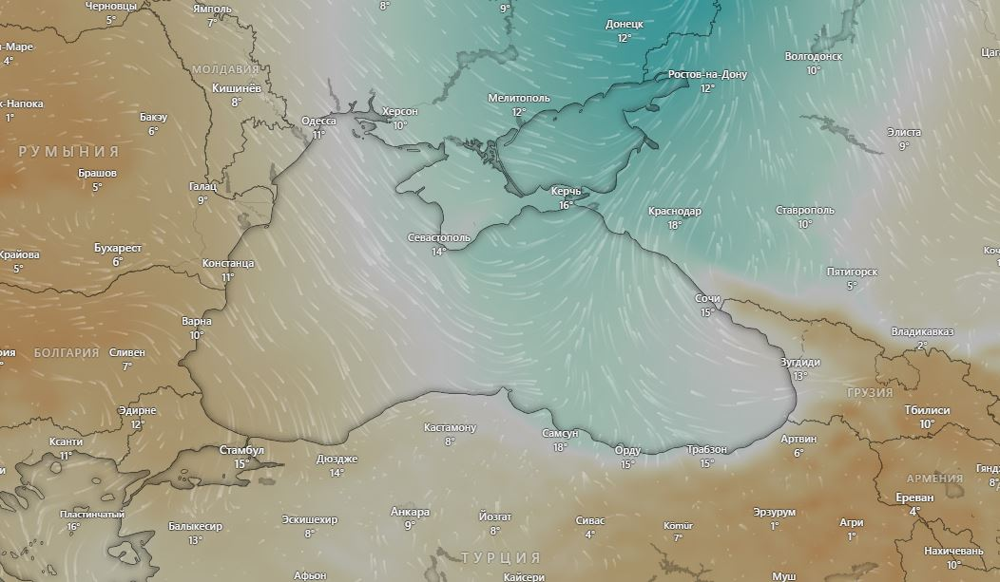 Черновцы
5°
Ямполь
7°
8°
9°
Донецк
12°
-Маре
4°
МОЛДАВИЯ
Кишинёв
8°
Волгодонск
10°
Ростов-на-Дону
12°
-Напока
1°
Бакэу
6°
Одесса
11°
Херсон
10°
Мелитополь
12°
Элиста
9°
РУМЫНИЯ
Брашов
5°
Галац
9°
Керчь
16°
Краснодар
18°
Ставрополь
10°
Крайова
5°
Бухарест
6°
Констанца
11°
Севастополь
14°
Пятигорск
5°
Сочи
15°
Варна
10°
Владикавказ
2°
БОЛГАРИЯ
Сливен
7°
Зугдиди
13°
ГРУЗИЯ
Тбилиси
10°
Эдирне
12°
Ксанти
11°
Стамбул
15°
Дюздже
14°
Кастамону
8°
Самсун
18°
Орду
15°
Трабзон
15°
Артвин
6°
АРМЕНИЯ
Ереван
4°
Гяндж
8°
Пластинчатый
16°
Балыкесир
13°
Эскишехир
8°
Анкара
9°
Йозгат
8°
Сивас
4°
Kömür
7°
Эрзурум
1°
Агри
1°
Нахичевань
10°
ТУРЦИЯ
Афьон
Кайсери
Муш